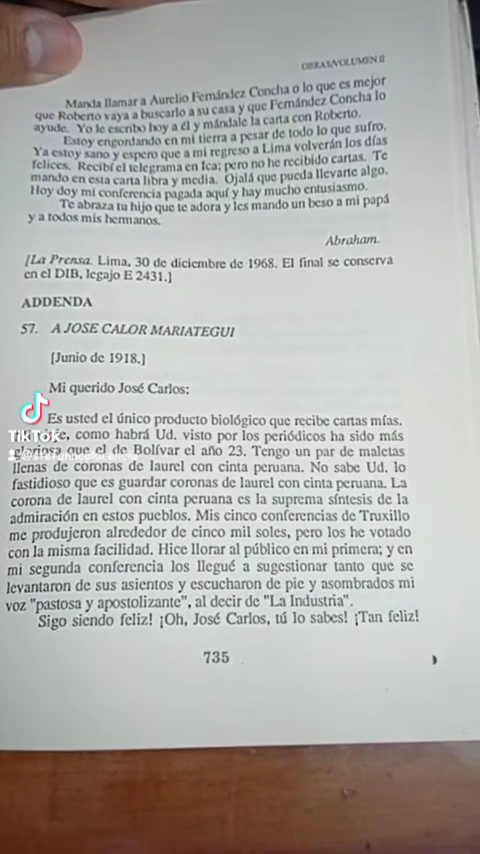 OBRAS/VOLUMEN II
Manda llamar a Aurelio Fernández Concha o lo que es mejor
que Roberto vaya a buscarlo a su casa y que Fernández Concha lo
ayude. Yo le escribo hoy a él y mándale la carta con Roberto.
Estoy engordando en mi tierra a pesar de todo lo que sufro.
Ya estoy sano y espero que a mi regreso a Lima volverán los días
felices. Recibí el telegrama en Ica; pero no he recibido cartas. Te
mando en esta carta libra y media. Ojalá que pueda llevarte algo.
Hoy doy mi conferencia pagada aquí y hay mucho entusiasmo.
Te abraza tu hijo que te adora y les mando un beso a mi papá
y a todos mis hermanos.
Abraham.
[La Prensa. Lima, 30 de diciembre de 1968. El final se conserva
en el DIB, legajo E 2431.]
ADDENDA
57. A JOSE CALOR MARIATEGUI
[Junio de 1918.]
Mi querido José Carlos:
Es usted el único producto biológico que recibe cartas mías.
TikTok
como habrá Ud. visto por los periódicos ha sido más
que el de Bolívar el año 23. Tengo un par de maletas
llenas de coronas de laurel con cinta peruana. No sabe Ud. lo
fastidioso que es guardar coronas de laurel con cinta peruana. La
corona de laurel con cinta peruana es la suprema síntesis de la
admiración en estos pueblos. Mis cinco conferencias de Truxillo
me produjeron alrededor de cinco mil soles, pero los he votado
con la misma facilidad. Hice llorar al público en mi primera; y en
mi segunda conferencia los llegué a sugestionar tanto que se
levantaron de sus asientos y escucharon de pie y asombrados mi
voz "pastosa y apostolizante", al decir de "La Industria".
Sigo siendo feliz! ¡Oh, José Carlos, tú lo sabes! ¡Tan feliz!
735